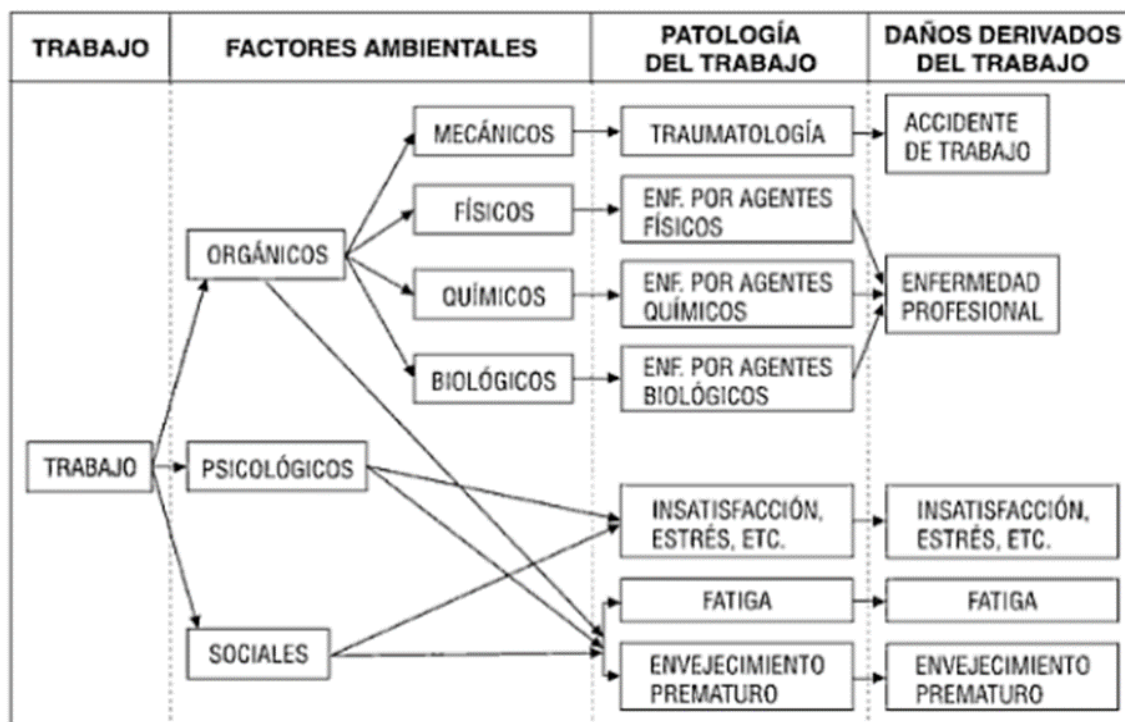 TRABAJO
FACTORES AMBIENTALES
PATOLOGÍA
DEL TRABAJO
DAÑOS DERIVADOS
DEL TRABAJO
MECÁNICOS
TRAUMATOLOGÍA
ACCIDENTE
DE TRABAJO
FÍSICOS
ENF. POR AGENTES
FÍSICOS
ORGÁNICOS
QUÍMICOS
ENF. POR AGENTES
QUÍMICOS
ENFERMEDAD
PROFESIONAL
BIOLÓGICOS
ENF. POR AGENTES
BIOLÓGICOS
TRABAJO
PSICOLÓGICOS
INSATISFACCIÓN,
ESTRÉS, ETC.
INSATISFACCIÓN,
ESTRÉS, ETC.
FATIGA
FATIGA
SOCIALES
ENVEJECIMIENTO
PREMATURO
ENVEJECIMIENTO
PREMATURO